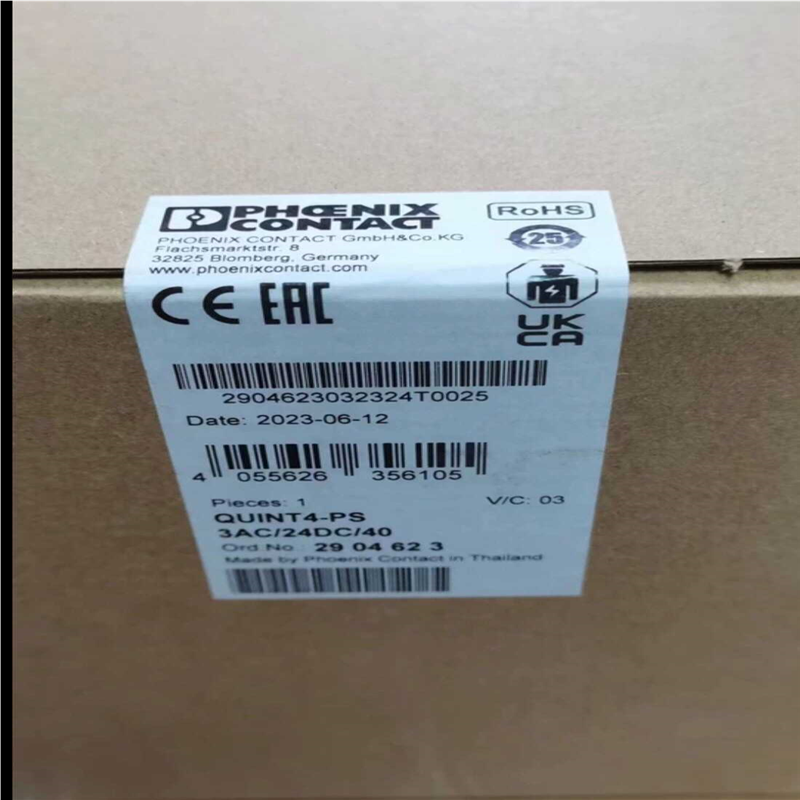 PHŒNIX
CONTACT
RoHS
PHOENIX CONTACT GmbH&Co.KG
Flachsmarktstr. 8
32825 Blomberg, Germany
www.phoenixcontact.com
25
CE EAC
UK
CA
2904623032324T0025
Date: 2023-06-12
4 055626 356105
Pieces: 1
V/C: 03
QUINT4-PS
3AC/24DC/40
Ord No.: 29 04 62 3
Made by Phoenix Contact in Thailand